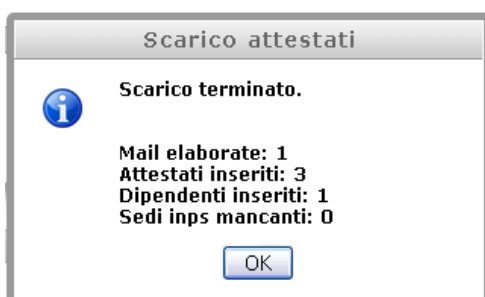 Scarico attestati
Scarico terminato.
Mail elaborate: 1
Attestati inseriti: 3
Dipendenti inseriti: 1
Sedi inps mancanti: 0
OK